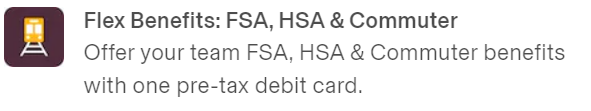 Flex Benefits: FSA, HSA & Commuter
Offer your team FSA, HSA & Commuter benefits
with one pre-tax debit card.